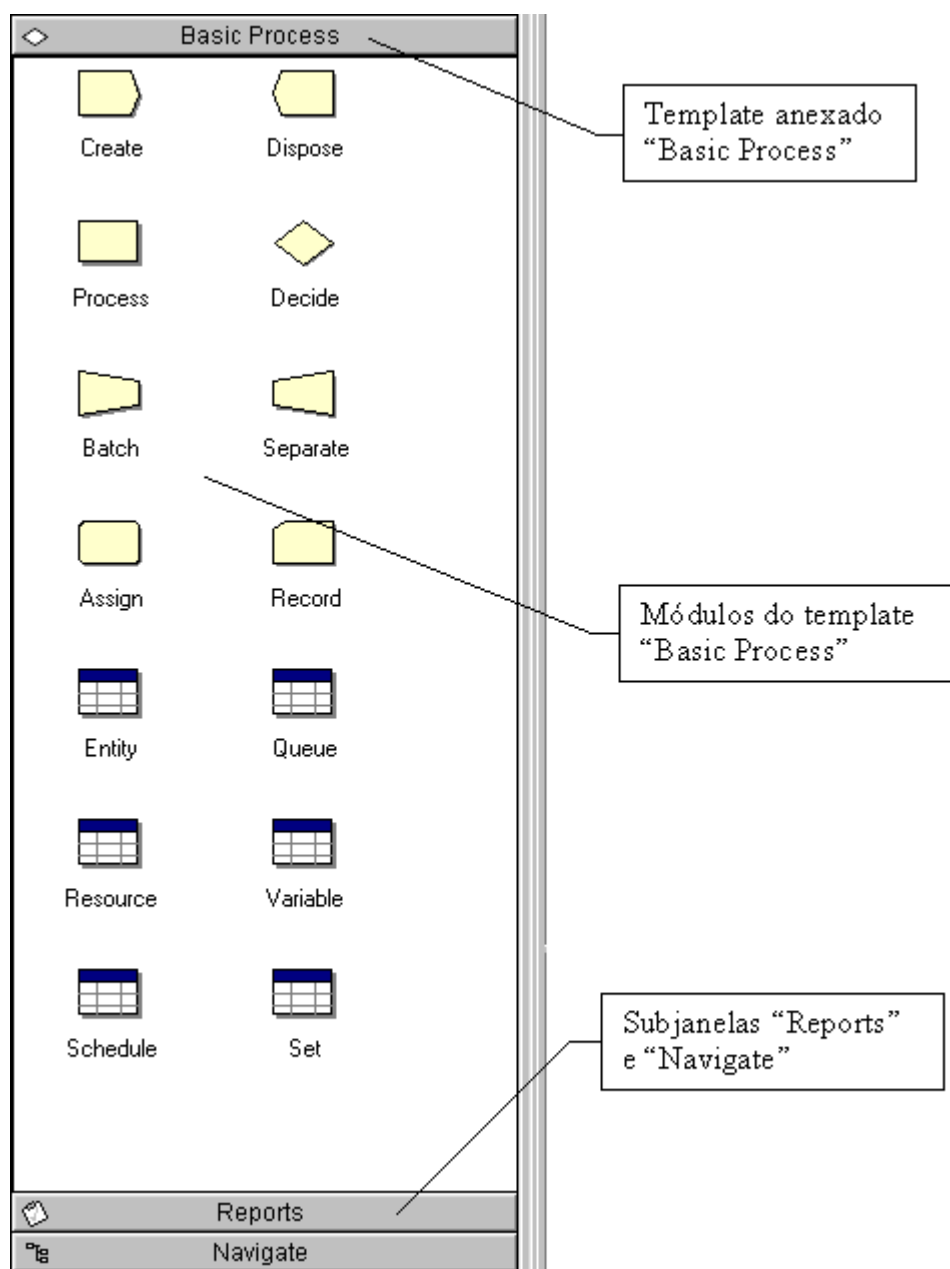 Basic Process
Create Dispose
Process Decide
Batch Separate
Assign Record
Entity Queue
Resource Variable
Schedule Set
Reports
Navigate
Template anexado
“Basic Process”
Módulos do template
“Basic Process”
Subjanelas “Reports”
e “Navigate”